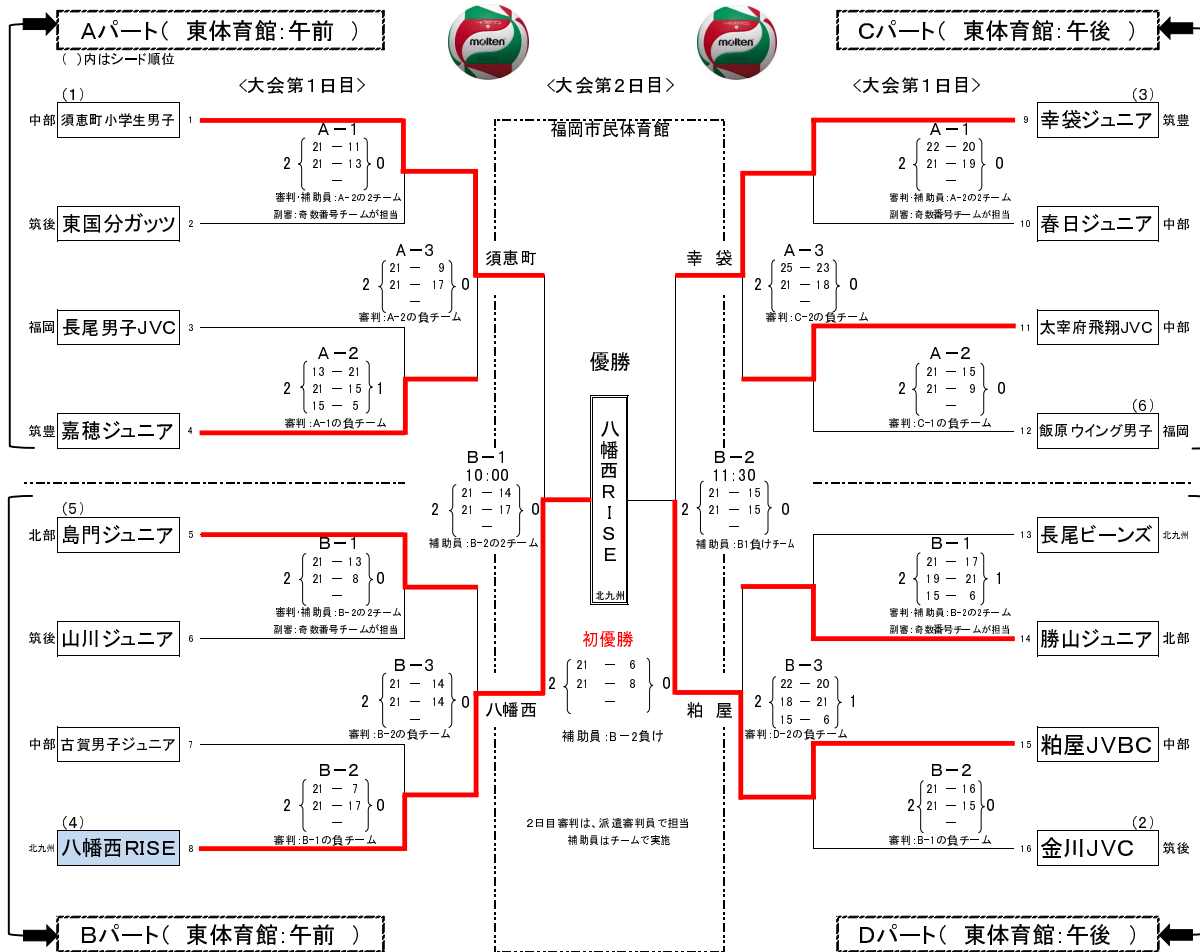 Aパート(　東体育館：午前　)
Cパート(　東体育館：午後　)
molten
molten
(　)内はシード順位
<大会第1日目>
<大会第2日目>
<大会第1日目>
福岡市民体育館
(1)
中部 須恵町小学生男子 1
A－1
2 21 － 11 0
21 － 13
－
審判・補助員：A-2の2チーム
副審：奇数番号チームが担当
筑後 東国分ガッツ 2
A－3
2 21 － 9 0
21 － 17
－
審判：A-2の負チーム
須恵町
福岡 長尾男子JVC 3
A－2
13 － 21
2 21 － 15 1
15 － 5
審判：A-1の負チーム
筑豊 嘉穂ジュニア 4
(5)
北部 島門ジュニア 5
B－1
2 21 － 13 0
21 － 8
－
審判・補助員：B-2の2チーム
副審：奇数番号チームが担当
筑後 山川ジュニア 6
B－3
2 21 － 14 0
21 － 14
－
審判：B-2の負チーム
八幡西
中部 古賀男子ジュニア 7
B－2
2 21 － 7 0
21 － 17
－
審判：B-1の負チーム
(4)
北九州 八幡西RISE 8
B－1
10:00
2 21 － 14 0
21 － 17
－
補助員：B-2の2チーム
優勝
八幡西RISE
北九州
初優勝
2 21 － 6 0
21 － 8
－
補助員：B－2負け
2日目審判は、派遣審判員で担当
補助員はチームで実施
B－2
11:30
2 21 － 15 0
21 － 15
－
補助員：B1負けチーム
(3)
9 幸袋ジュニア 筑豊
A－1
2 22 － 20 0
21 － 19
－
審判・補助員：A-2の2チーム
副審：奇数番号チームが担当
10 春日ジュニア 中部
幸　袋
A－3
2 25 － 23 0
21 － 18
－
審判：C-2の負チーム
11 太宰府飛翔JVC 中部
A－2
2 21 － 15 0
21 － 9
－
審判：C-1の負チーム
(6)
12 飯原ウイング男子 福岡
13 長尾ビーンズ 北九州
B－1
21 － 17
2 19 － 21 1
15 － 6
審判・補助員：B-2の2チーム
副審：奇数番号チームが担当
14 勝山ジュニア 北部
粕　屋
B－3
22 － 20
2 18 － 21 1
15 － 6
審判：D-2の負チーム
15 粕屋JVBC 中部
B－2
2 21 － 16 0
21 － 15
－
審判：B-1の負チーム
(2)
16 金川JVC 筑後
Bパート(　東体育館：午前　)
Dパート(　東体育館：午後　)